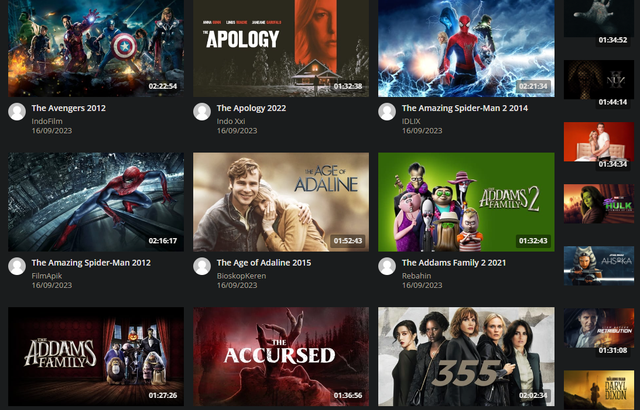 02:22:54
ANNA GUNN LINUS ROACHE JANEANE GAROFALO
THE APOLOGY
01:32:38
02:21:34
The Avengers 2012
IndoFilm
16/09/2023
The Apology 2022
Indo Xxi
16/09/2023
The Amazing Spider-Man 2 2014
IDLIX
16/09/2023
02:16:17
THE AGE OF
ADALINE
01:52:43
THE
ADDAMS
FAMILY 2
01:32:43
The Amazing Spider-Man 2012
FilmApik
16/09/2023
The Age of Adaline 2015
BioskopKeren
16/09/2023
The Addams Family 2 2021
Rebahin
16/09/2023
THE
ADDAMS
FAMILY
01:27:26
THE
ACCURSED
01:36:56
355
02:02:34
01:34:52
01:44:14
01:34:34
HULK
AHSOKA
RETRIBUTION
01:31:08
DARYL
DIXON